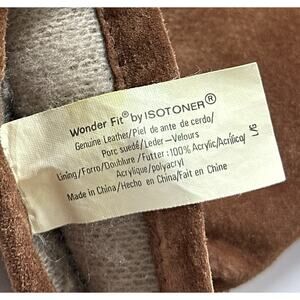 Wonder Fit® by ISOTONER®
Genuine Leather/Piel de ante de cerdo/
Porc suedé/Leder-Velours
Lining/Forro/Doublure/Futter:100% Acrylic/Acrílico/
Acrylique/polyacryl
Made in China/Hecho en China/Fait en Chine
L/G